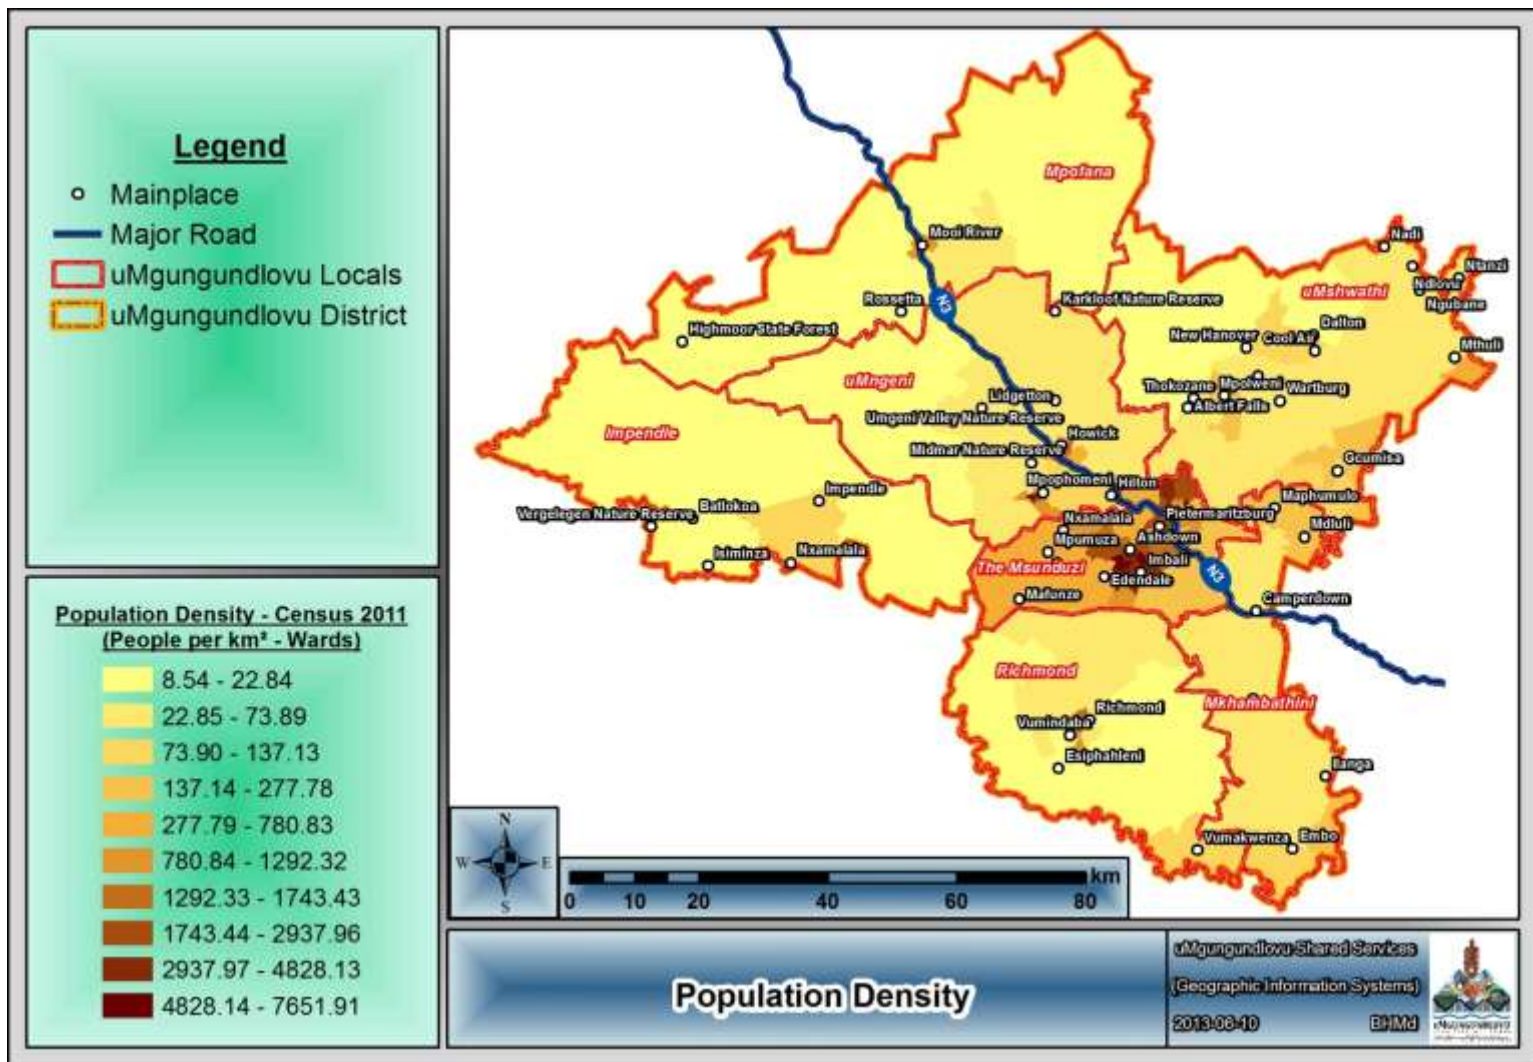 Legend
Mainplace
Major Road
uMgungundlovu Locals
uMgungundlovu District
Population Density - Census 2011
(People per km² - Wards)
8.54 - 22.84
22.85 - 73.89
73.90 - 137.13
137.14 - 277.78
277.79 - 780.83
780.84 - 1292.32
1292.33 - 1743.43
1743.44 - 2937.96
2937.97 - 4828.13
4828.14 - 7651.91
Mpofana
Mooi River
Nadi
Ntanzi
Ndlovu
uMshwathi
Ngubane
Rossetta
N3
Karkloof Nature Reserve
Highmoor State Forest
New Hanover
Cool Air
Dalton
Mthuli
uMngeni
Thokozane
Mpolweni
Wartburg
Albert Falls
Lidgetton
Umgeni Valley Nature Reserve
Impendle
Howick
Midmar Nature Reserve
Gcumisa
Mpophomeni
Hilton
Impendle
Maphumulo
Batlokoa
Vergelegen Nature Reserve
Nxamalala
Pietermaritzburg
Mdluli
Mpumuza
Ashdown
Isiminza
Nxamalala
The Msunduzi
Imbali
Edendale
N3
Mafunze
Camperdown
Richmond
Mkhambathini
Richmond
Vumindaba
Esiphahleni
Ilanga
Vumakwenza
Embo
N
W
E
S
0
10
20
40
60
80
km
Population Density
uMgungundlovu Shared Services
(Geographic Information Systems)
2013-06-10
BHMd